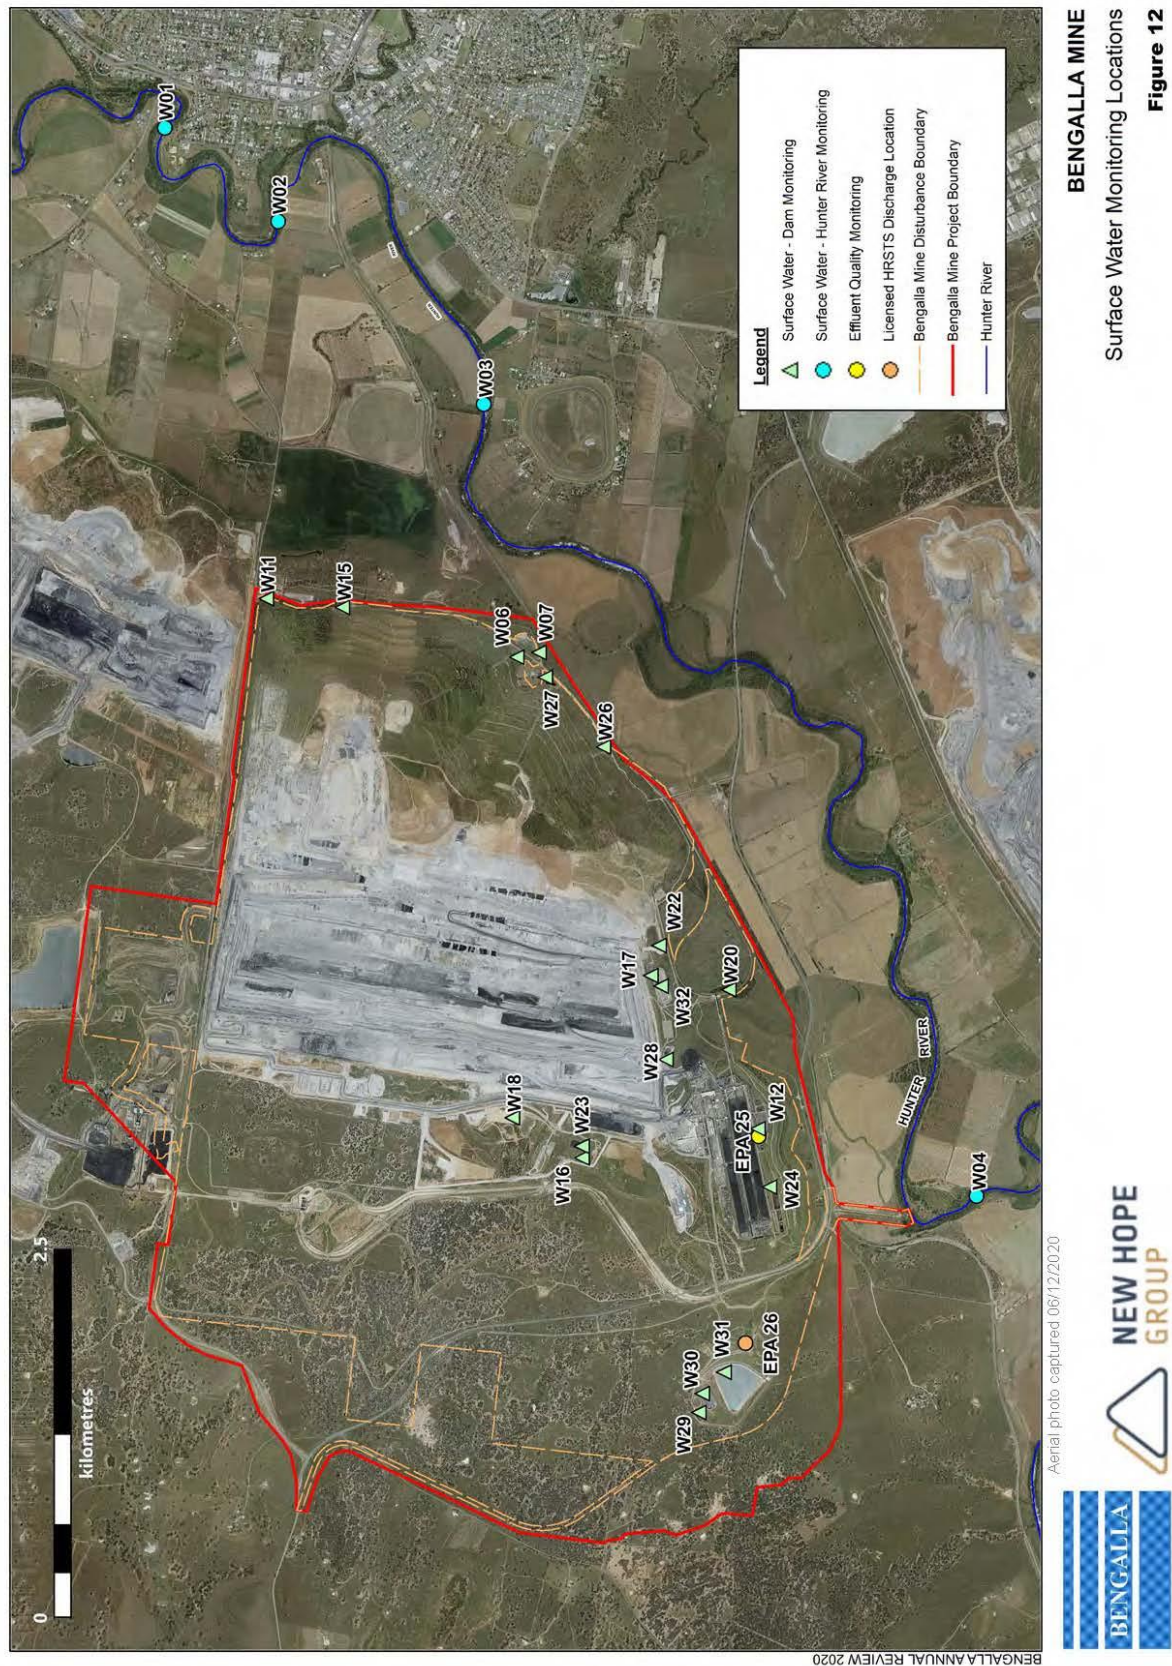 BENGALLA ANNUAL REVIEW 2020
0
2.5
kilometres
W01
W02
W03
W11
W15
W06
W07
W27
W26
W22
W17
W32
W20
W28
W18
W23
W16
EPA 25
W12
W24
W30
W31
W29
EPA 26
HUNTER RIVER
W04
Legend
Surface Water - Dam Monitoring
Surface Water - Hunter River Monitoring
Effluent Quality Monitoring
Licensed HRSTS Discharge Location
Bengalla Mine Disturbance Boundary
Bengalla Mine Project Boundary
Hunter River
Aerial photo captured 06/12/2020
BENGALLA
NEW HOPE
GROUP
BENGALLA MINE
Surface Water Monitoring Locations
Figure 12